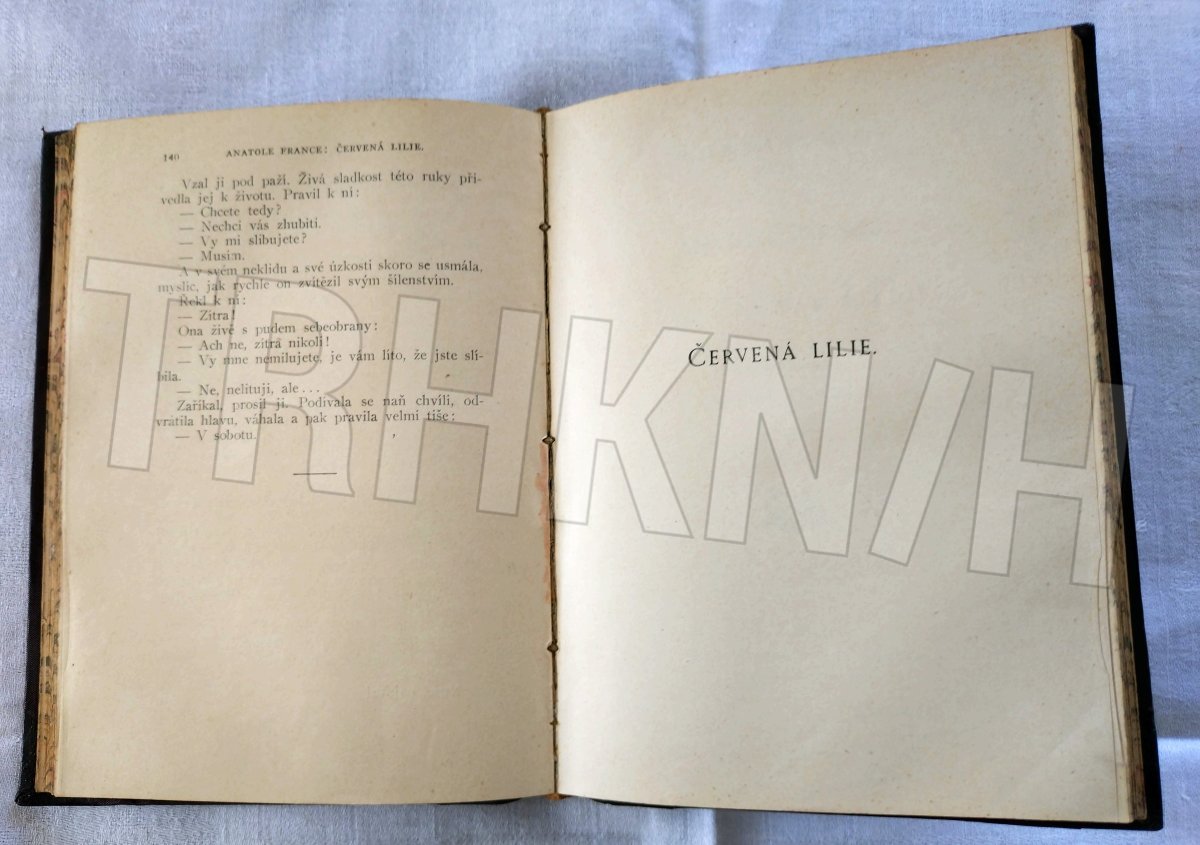 140 ANATOLE FRANCE: ČERVENÁ LILIE.
Vzal ji pod paží. Živá sladkost této ruky při-
vedla jej k životu. Pravil k ní:
— Chcete tedy?
— Nechci vás zhubiti.
— Vy mi slibujete?
— Musím.
A v svém neklidu a své úzkosti skoro se usmála,
myslíc, jak rychle on zvítězil svým šílenstvím.
Řekl k ní:
— Zítra!
Ona živě s pudem sebeobrany:
— Ach ne, zítra nikoli!
— Vy mne nemilujete, je vám líto, že jste slí-
bila.
— Ne, nelituji, ale...
Zaříkal, prosil ji. Podívala se naň chvíli, od-
vrátila hlavu, váhala a pak pravila velmi tiše:
— V sobotu.
ČERVENÁ LILIE.
TRHKNIH